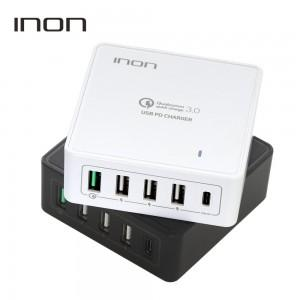 INON
INON
Qualcomm
quick charge 3.0
USB PD CHARGER